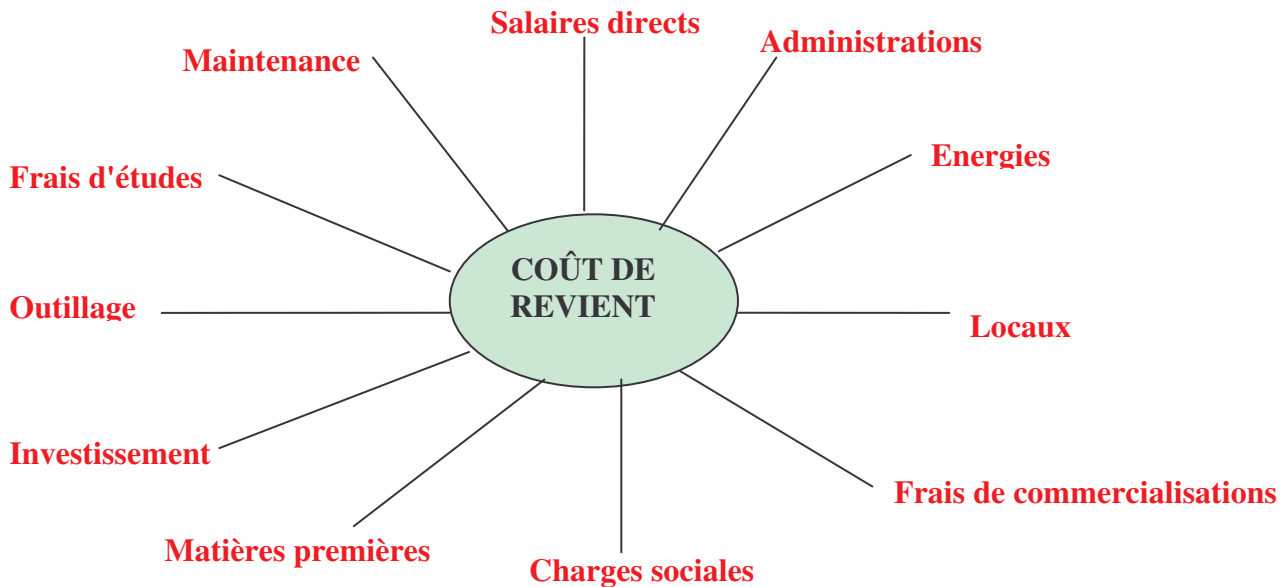 Salaires directs
Administrations
Maintenance
Energies
Frais d'études
COÛT DE
REVIENT
Outillage
Locaux
Investissement
Frais de commercialisations
Matières premières
Charges sociales